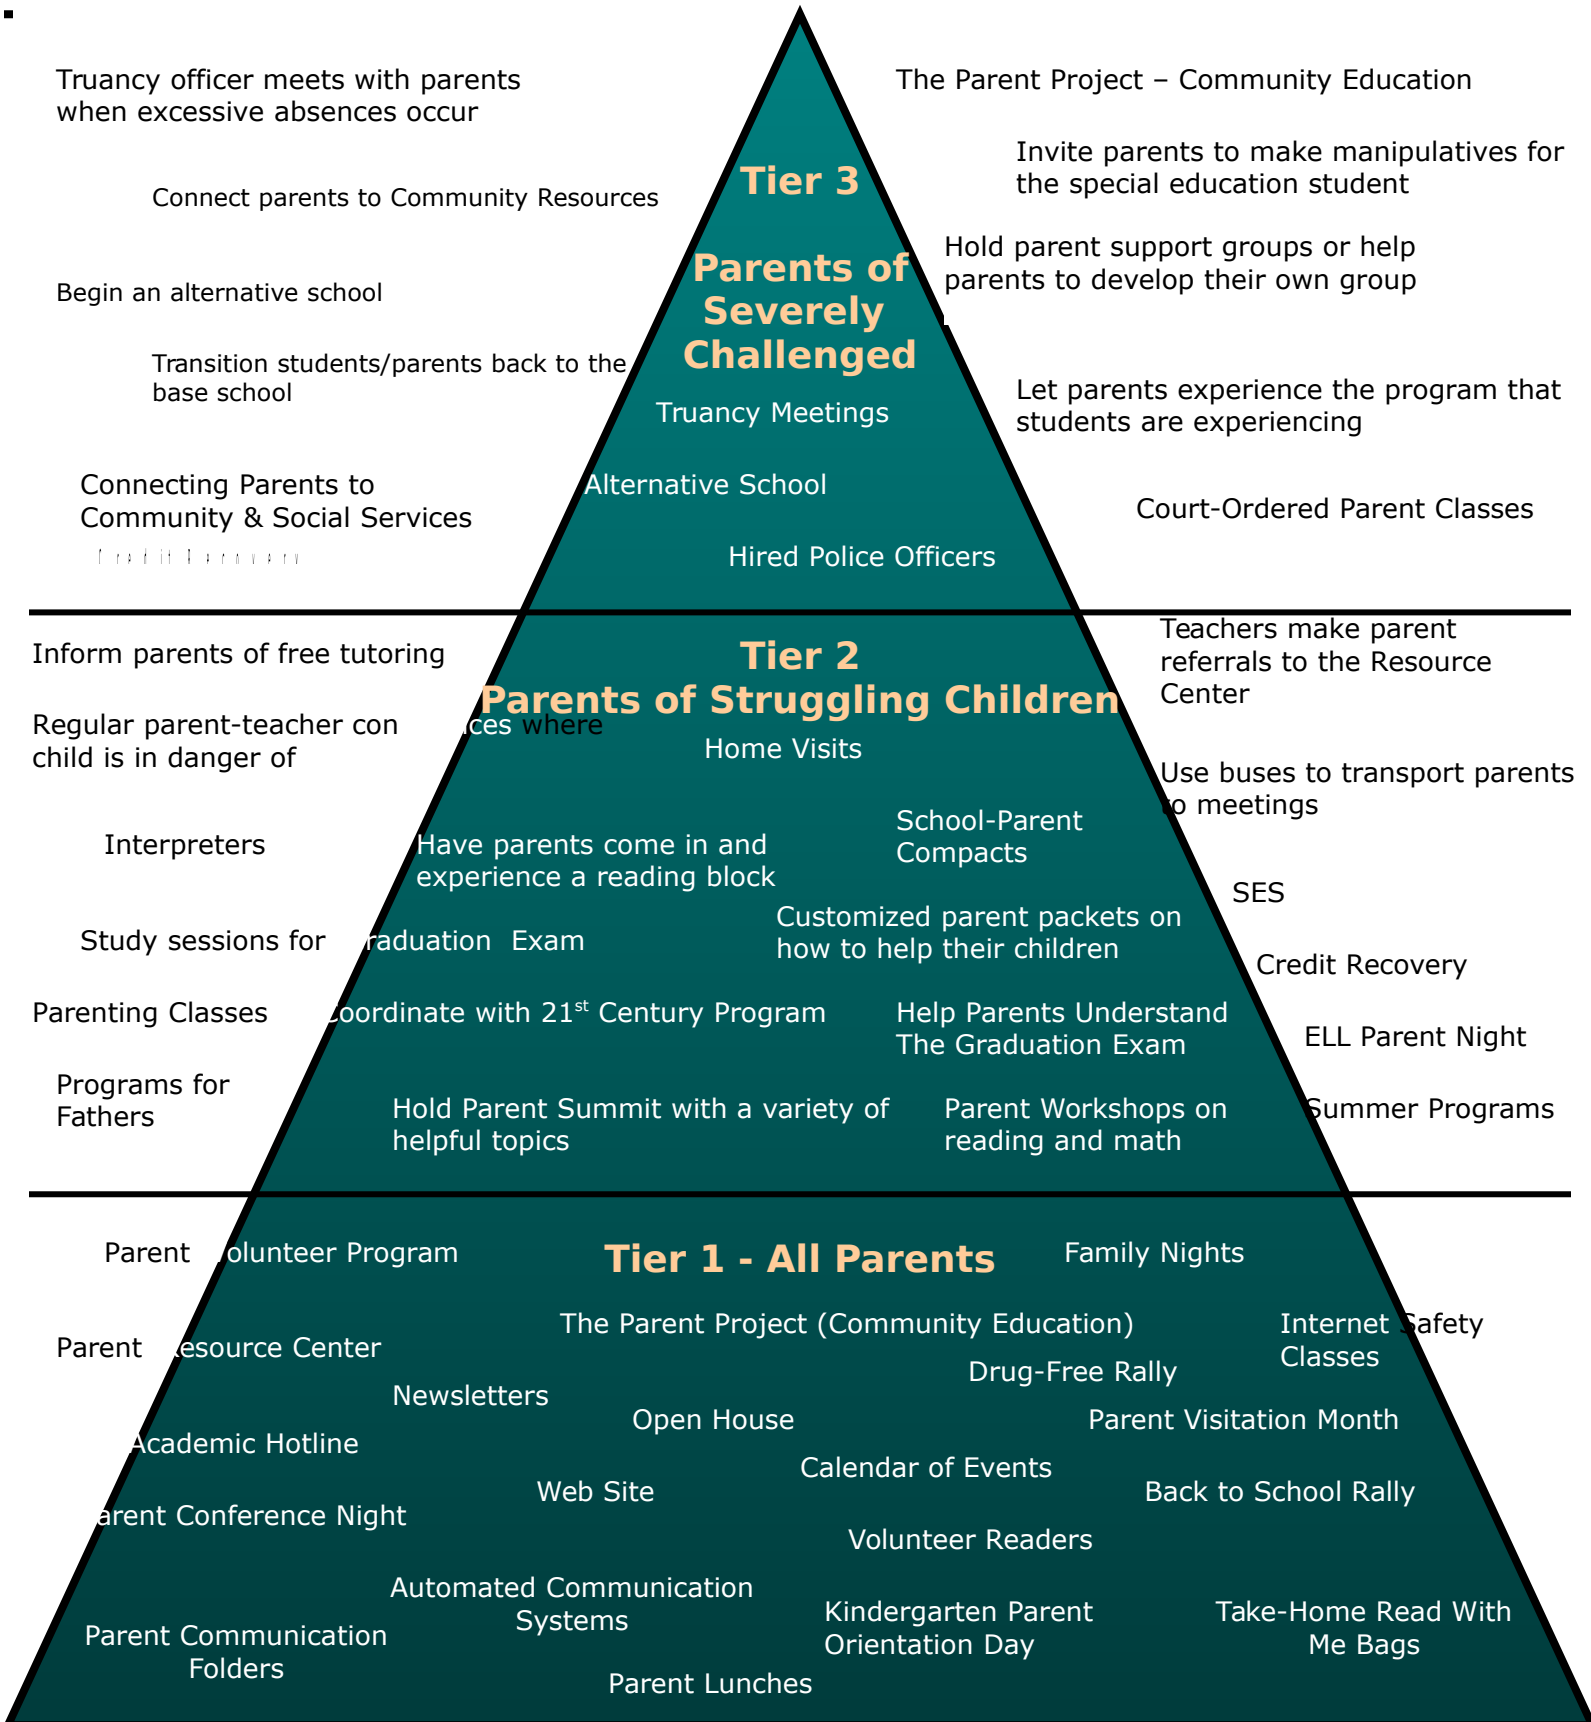 Truancy officer meets with parents
when excessive absences occur
The Parent Project – Community Education
Invite parents to make manipulatives for
the special education student
Tier 3
Connect parents to Community Resources
Hold parent support groups or help
parents to develop their own group
Parents of
Severely
Challenged
Begin an alternative school
Transition students/parents back to the
base school
Let parents experience the program that
students are experiencing
Truancy Meetings
Connecting Parents to
Community & Social Services
Alternative School
Court-Ordered Parent Classes
Credit Recovery
Hired Police Officers
Inform parents of free tutoring
Tier 2
Parents of Struggling Children
Teachers make parent
referrals to the Resource
Center
Regular parent-teacher con ces where
child is in danger of
Home Visits
Use buses to transport parents
to meetings
Interpreters
Have parents come in and
experience a reading block
School-Parent
Compacts
SES
Customized parent packets on
how to help their children
Study sessions for raduation Exam
Credit Recovery
Parenting Classes
Coordinate with 21st Century Program
Help Parents Understand
The Graduation Exam
ELL Parent Night
Programs for
Fathers
Hold Parent Summit with a variety of
helpful topics
Parent Workshops on
reading and math
Summer Programs
Parent olunteer Program
Tier 1 - All Parents
Family Nights
The Parent Project (Community Education)
Internet Safety
Classes
Parent Resource Center
Drug-Free Rally
Newsletters
Open House
Parent Visitation Month
Academic Hotline
Calendar of Events
Web Site
Back to School Rally
arent Conference Night
Volunteer Readers
Automated Communication
Systems
Kindergarten Parent
Orientation Day
Take-Home Read With
Me Bags
Parent Communication
Folders
Parent Lunches